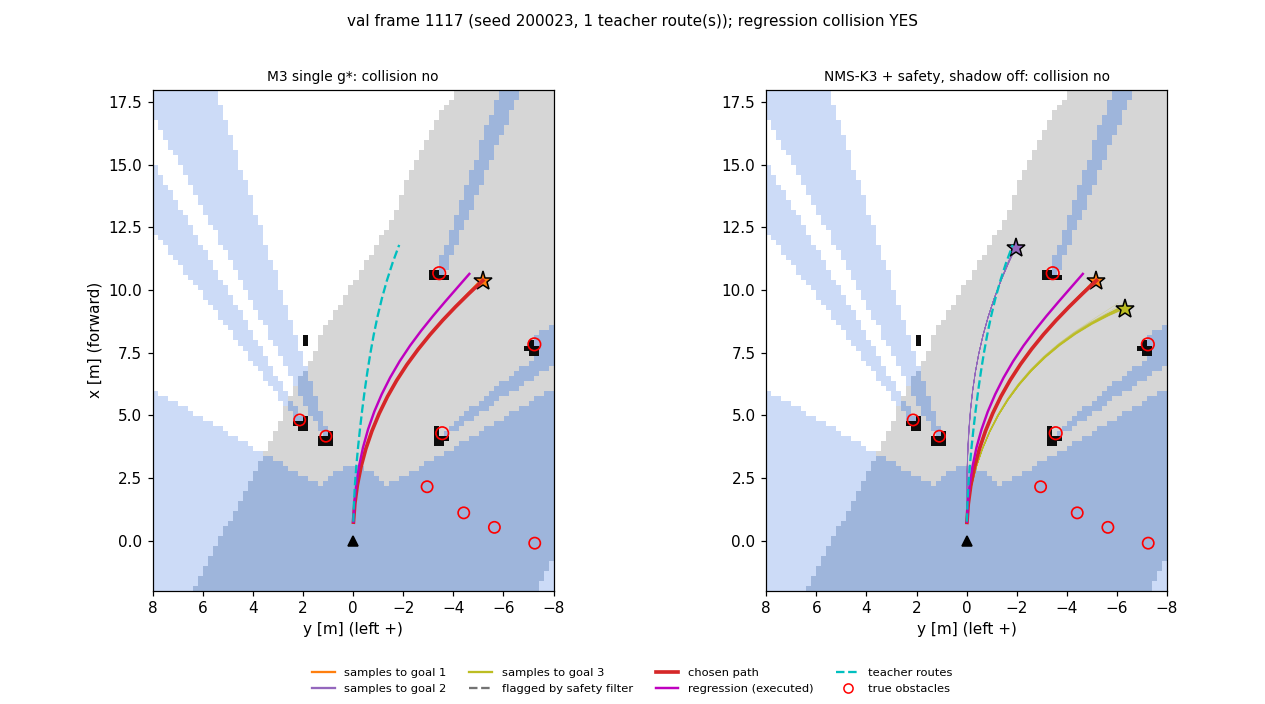 val frame 1117 (seed 200023, 1 teacher route(s)); regression collision YES
M3 single g*: collision no
NMS-K3 + safety, shadow off: collision no
17.5
15.0
12.5
10.0
7.5
5.0
2.5
0.0
x [m] (forward)
8 6 4 2 0 −2 −4 −6 −8
y [m] (left +)
17.5
15.0
12.5
10.0
7.5
5.0
2.5
0.0
8 6 4 2 0 −2 −4 −6 −8
y [m] (left +)
samples to goal 1
samples to goal 2
samples to goal 3
flagged by safety filter
chosen path
regression (executed)
teacher routes
true obstacles